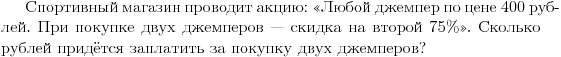 Спортивный магазин проводит акцию: «Любой джемпер по цене 400 руб-
лей. При покупке двух джемперов — скидка на второй 75%». Сколько
рублей придётся заплатить за покупку двух джемперов?